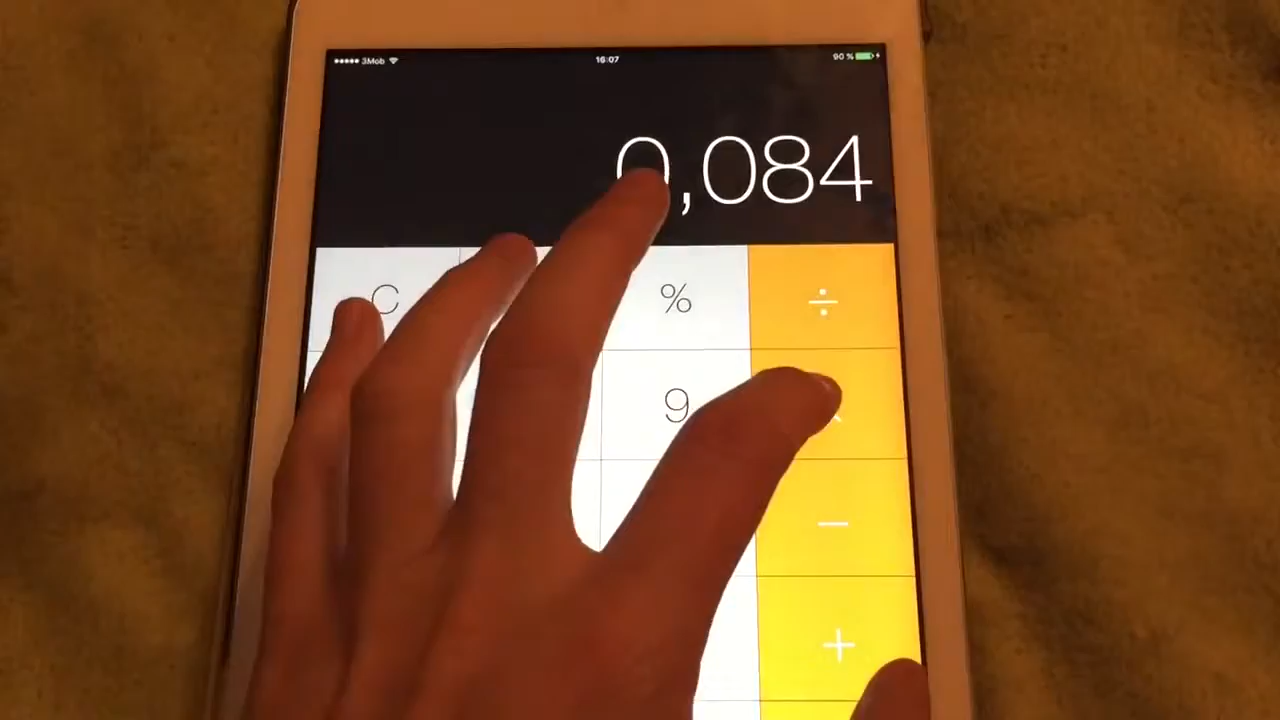 3Mob 16:07 90 %
0,084
C % ÷
9
−
+